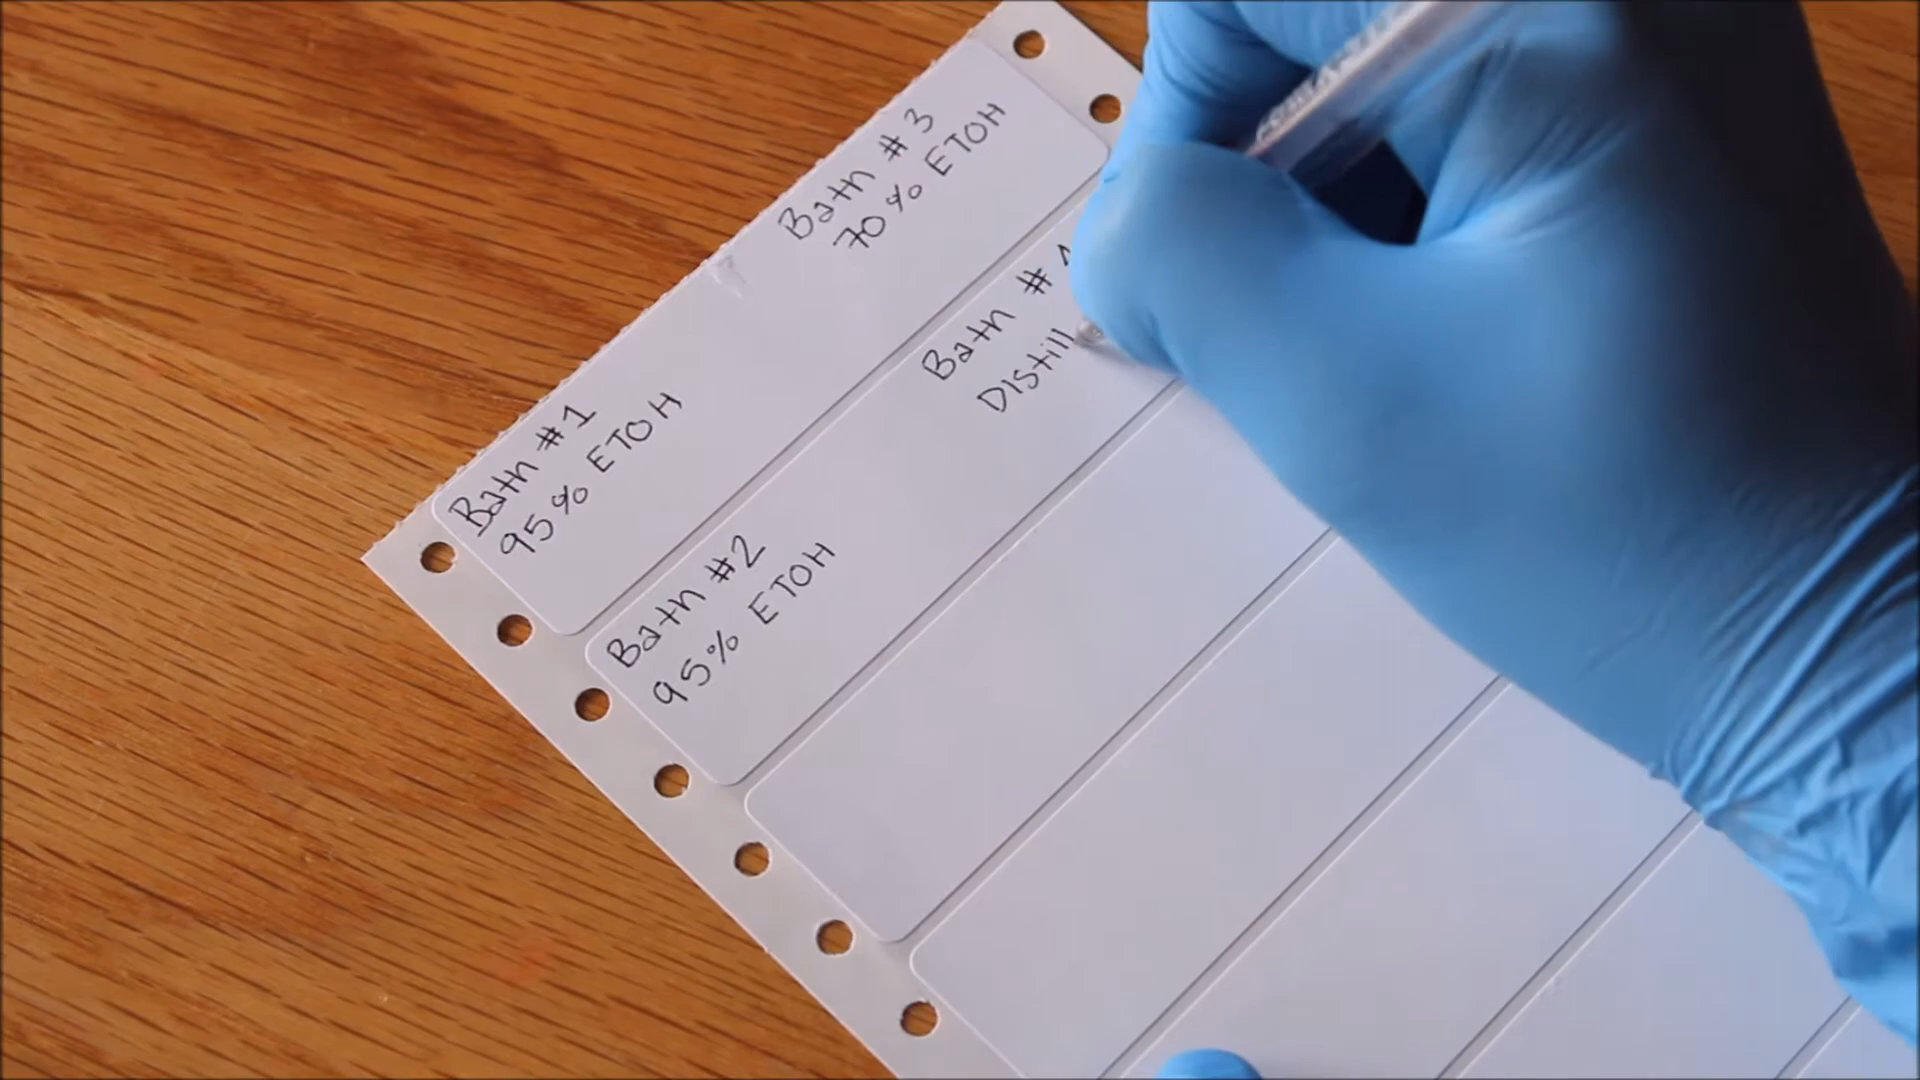 Bath #1
95% ETOH
Bath #3
70% ETOH
Bath #2
95% ETOH
Bath #
Distill